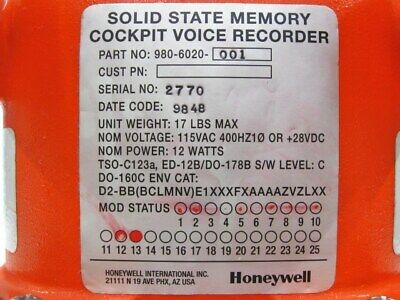 SOLID STATE MEMORY
COCKPIT VOICE RECORDER
PART NO: 980-6020- 001
CUST PN:
SERIAL NO: 2770
DATE CODE: 9848
UNIT WEIGHT: 17 LBS MAX
NOM VOLTAGE: 115VAC 400HZ1Ø OR +28VDC
NOM POWER: 12 WATTS
TSO-C123a, ED-12B/DO-178B S/W LEVEL: C
DO-160C ENV CAT:
D2-BB(BCLMNV)E1XXXFXAAAAZVZLXX
MOD STATUS
1 2 3 4 5 6 7 8 9 10
11 12 13 14 15 16 17 18 19 20 21 22 23 24 25
HONEYWELL INTERNATIONAL INC.
21111 N 19 AVE PHX, AZ USA
Honeywell